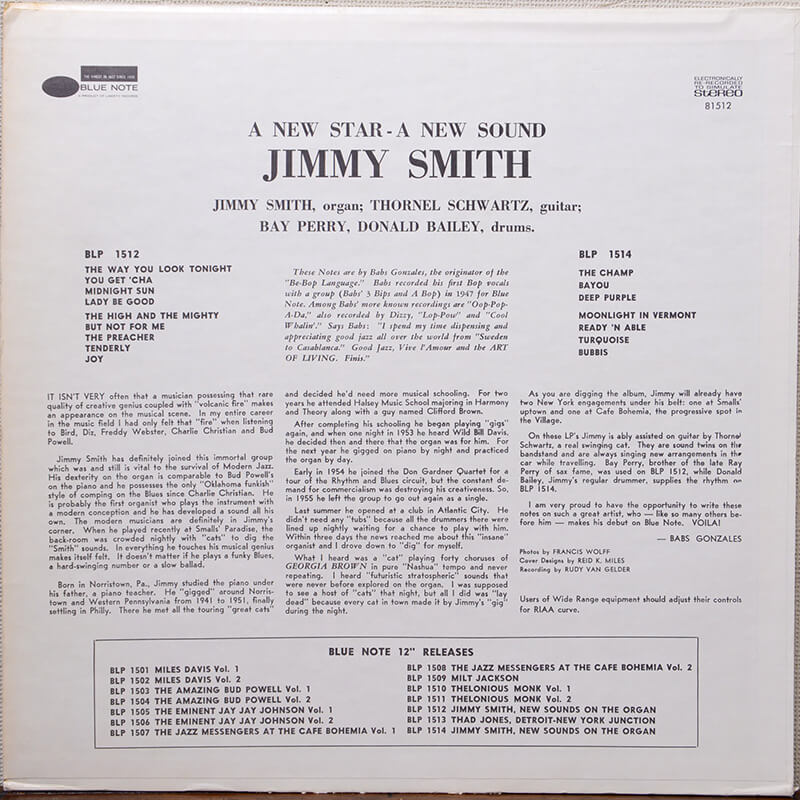 THE FINEST IN JAZZ SINCE 1939
BLUE NOTE
A PRODUCT OF LIBERTY RECORDS
ELECTRONICALLY
RE-RECORDED
TO SIMULATE
STEREO
81512
A NEW STAR - A NEW SOUND
JIMMY SMITH
JIMMY SMITH, organ; THORNEL SCHWARTZ, guitar;
BAY PERRY, DONALD BAILEY, drums.
BLP 1512
THE WAY YOU LOOK TONIGHT
YOU GET 'CHA
MIDNIGHT SUN
LADY BE GOOD
THE HIGH AND THE MIGHTY
BUT NOT FOR ME
THE PREACHER
TENDERLY
JOY
These Notes are by Babs Gonzales, the originator of the
"Be-Bop Language." Babs recorded his first Bop vocals
with a group (Babs' 3 Bips and A Bop) in 1947 for Blue
Note. Among Babs' more known recordings are "Oop-Pop-
A-Da," also recorded by Dizzy, "Lop-Pow" and "Cool
Whalin'." Says Babs: "I spend my time dispensing and
appreciating good jazz all over the world from "Sweden
to Casablanca." Good Jazz, Vive l'Amour and the ART
OF LIVING. Finis."
BLP 1514
THE CHAMP
BAYOU
DEEP PURPLE
MOONLIGHT IN VERMONT
READY 'N ABLE
TURQUOISE
BUBBIS
IT ISN'T VERY often that a musician possessing that rare
quality of creative genius coupled with "volcanic fire" makes
an appearance on the musical scene. In my entire career
in the music field I had only felt that "fire" when listening
to Bird, Diz, Freddy Webster, Charlie Christian and Bud
Powell.
Jimmy Smith has definitely joined this immortal group
which was and still is vital to the survival of Modern Jazz.
His dexterity on the organ is comparable to Bud Powell's
on the piano and he possesses the only "Oklahoma funkish"
style of comping on the Blues since Charlie Christian. He
is probably the first organist who plays the instrument with
a modern conception and he has developed a sound all his
own. The modern musicians are definitely in Jimmy's
corner. When he played recently at Smalls' Paradise, the
back-room was crowded nightly with "cats" to dig the
"Smith" sounds. In everything he touches his musical genius
makes itself felt. It doesn't matter if he plays a funky Blues,
a hard-swinging number or a slow ballad.
Born in Norristown, Pa., Jimmy studied the piano under
his father, a piano teacher. He "gigged" around Norris-
town and Western Pennsylvania from 1941 to 1951, finally
settling in Philly. There he met all the touring "great cats"
and decided he'd need more musical schooling. For two
years he attended Halsey Music School majoring in Harmony
and Theory along with a guy named Clifford Brown.
After completing his schooling he began playing "gigs"
again, and when one night in 1953 he heard Wild Bill Davis,
he decided then and there that the organ was for him. For
the next year he gigged on piano by night and practiced
the organ by day.
Early in 1954 he joined the Don Gardner Quartet for a
tour of the Rhythm and Blues circuit, but the constant de-
mand for commercialism was destroying his creativeness. So,
in 1955 he left the group to go out again as a single.
Last summer he opened at a club in Atlantic City. He
didn't need any "tubs" because all the drummers there were
lined up nightly waiting for a chance to play with him.
Within three days the news reached me about this "insane"
organist and I drove down to "dig" for myself.
What I heard was a "cat" playing forty choruses of
GEORGIA BROWN in pure "Nashua" tempo and never
repeating. I heard "futuristic stratospheric" sounds that
were never before explored on the organ. I was supposed
to see a host of "cats" that night, but all I did was "lay
dead" because every cat in town made it by Jimmy's "gig"
during the night.
As you are digging the album, Jimmy will already have
two New York engagements under his belt: one at Smalls'
uptown and one at Cafe Bohemia, the progressive spot in
the Village.
On these LP's Jimmy is ably assisted on guitar by Thornel
Schwartz, a real swinging cat. They are sound twins on the
bandstand and are always singing new arrangements in the
car while travelling. Bay Perry, brother of the late Ray
Perry of sax fame, was used on BLP 1512, while Donald
Bailey, Jimmy's regular drummer, supplies the rhythm on
BLP 1514.
I am very proud to have the opportunity to write these
notes on such a great artist, who — like so many others be-
fore him — makes his debut on Blue Note. VOILA!
— BABS GONZALES
Photos by FRANCIS WOLFF
Cover Designs by REID K. MILES
Recording by RUDY VAN GELDER
Users of Wide Range equipment should adjust their controls
for RIAA curve.
BLUE NOTE 12" RELEASES
BLP 1501 MILES DAVIS Vol. 1
BLP 1502 MILES DAVIS Vol. 2
BLP 1503 THE AMAZING BUD POWELL Vol. 1
BLP 1504 THE AMAZING BUD POWELL Vol. 2
BLP 1505 THE EMINENT JAY JAY JOHNSON Vol. 1
BLP 1506 THE EMINENT JAY JAY JOHNSON Vol. 2
BLP 1507 THE JAZZ MESSENGERS AT THE CAFE BOHEMIA Vol. 1
BLP 1508 THE JAZZ MESSENGERS AT THE CAFE BOHEMIA Vol. 2
BLP 1509 MILT JACKSON
BLP 1510 THELONIOUS MONK Vol. 1
BLP 1511 THELONIOUS MONK Vol. 2
BLP 1512 JIMMY SMITH, NEW SOUNDS ON THE ORGAN
BLP 1513 THAD JONES, DETROIT-NEW YORK JUNCTION
BLP 1514 JIMMY SMITH, NEW SOUNDS ON THE ORGAN